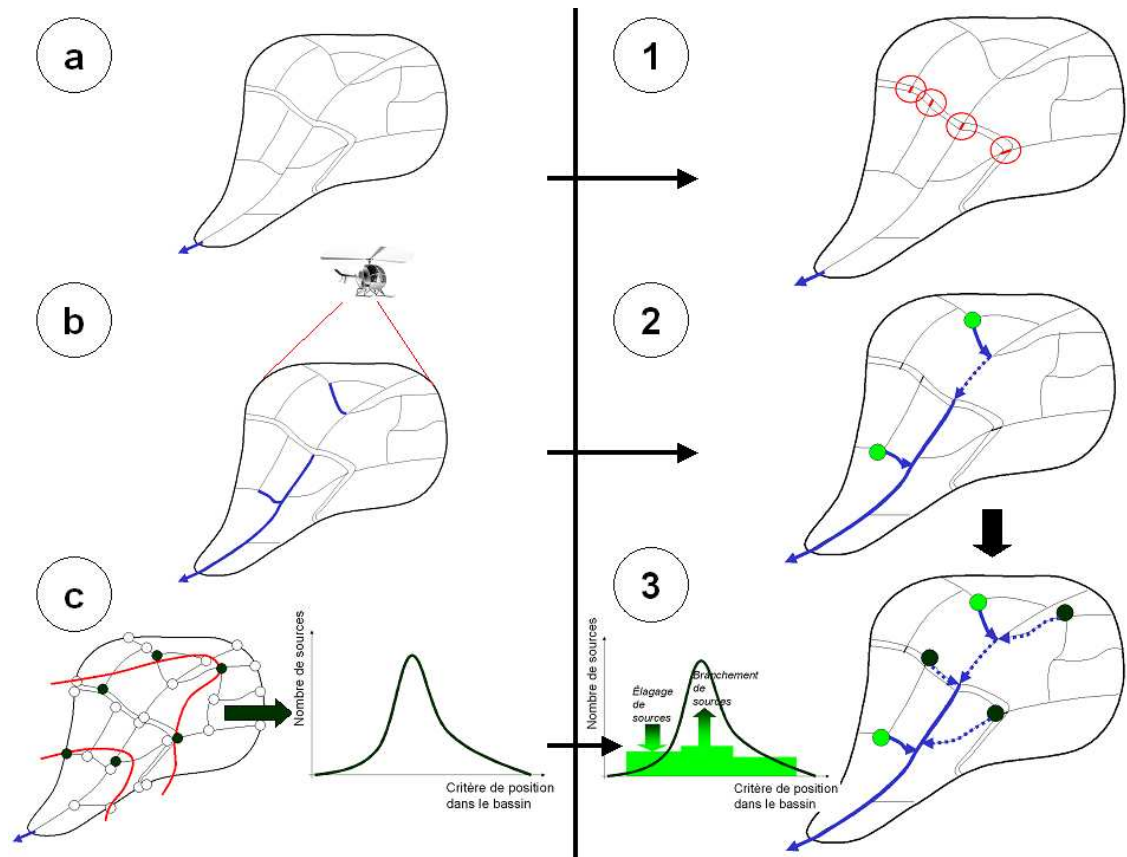 a
1
b
2
c
3
Nombre de sources
Critère de position
dans le bassin
Nombre de sources
Élagage
de
sources
Branchement
de
sources
Critère de position
dans le bassin